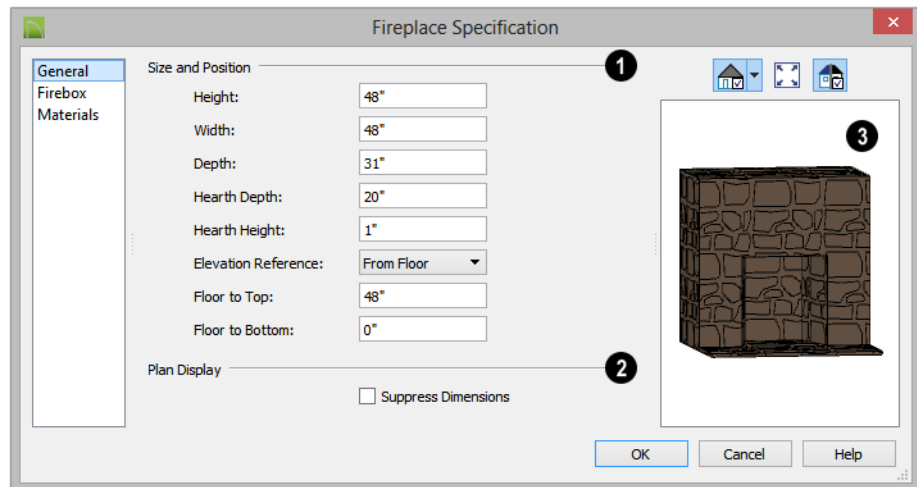 Fireplace Specification
General
Firebox
Materials
Size and Position
1
Height: 48"
Width: 48"
Depth: 31"
Hearth Depth: 20"
Hearth Height: 1"
Elevation Reference: From Floor
Floor to Top: 48"
Floor to Bottom: 0"
Plan Display
2
Suppress Dimensions
3
OK Cancel Help